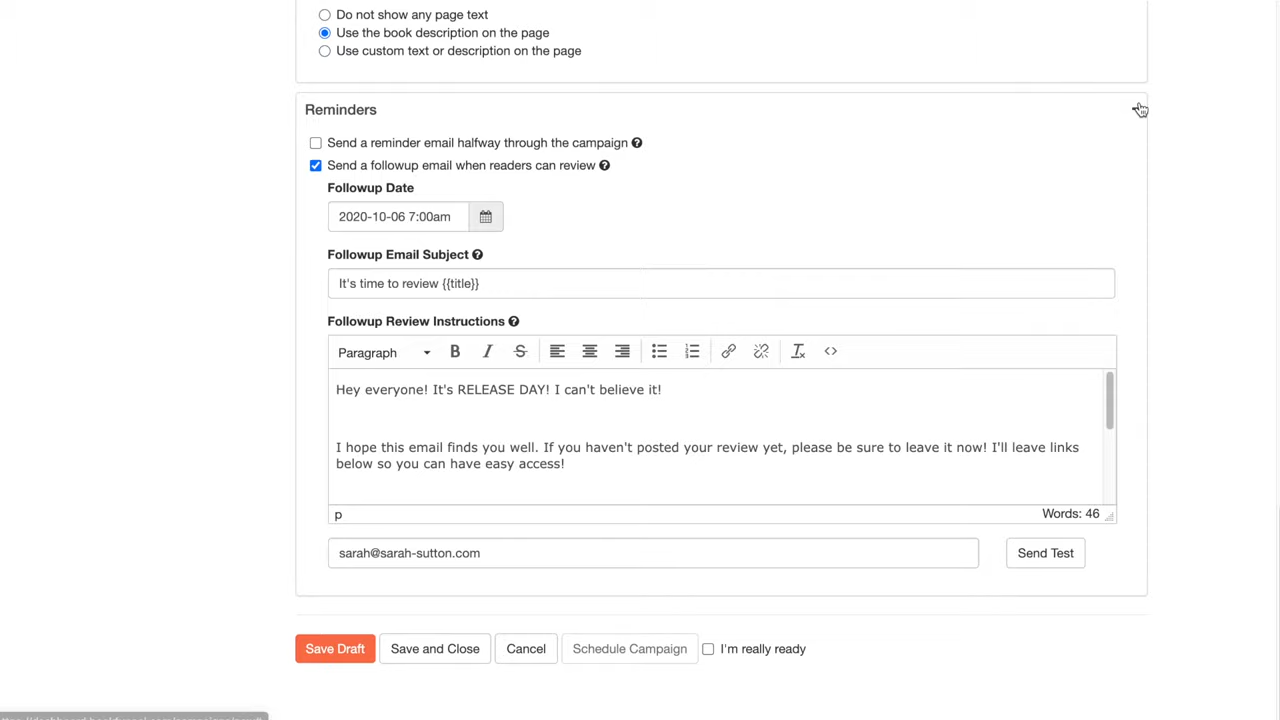 Do not show any page text
Use the book description on the page
Use custom text or description on the page
Reminders
Send a reminder email halfway through the campaign
Send a followup email when readers can review
Followup Date
2020-10-06 7:00am
Followup Email Subject
It's time to review {{title}}
Followup Review Instructions
Paragraph
Hey everyone! It's RELEASE DAY! I can't believe it!
I hope this email finds you well. If you haven't posted your review yet, please be sure to leave it now! I'll leave links
below so you can have easy access!
p Words: 46
sarah@sarah-sutton.com Send Test
Save Draft Save and Close Cancel Schedule Campaign I'm really ready